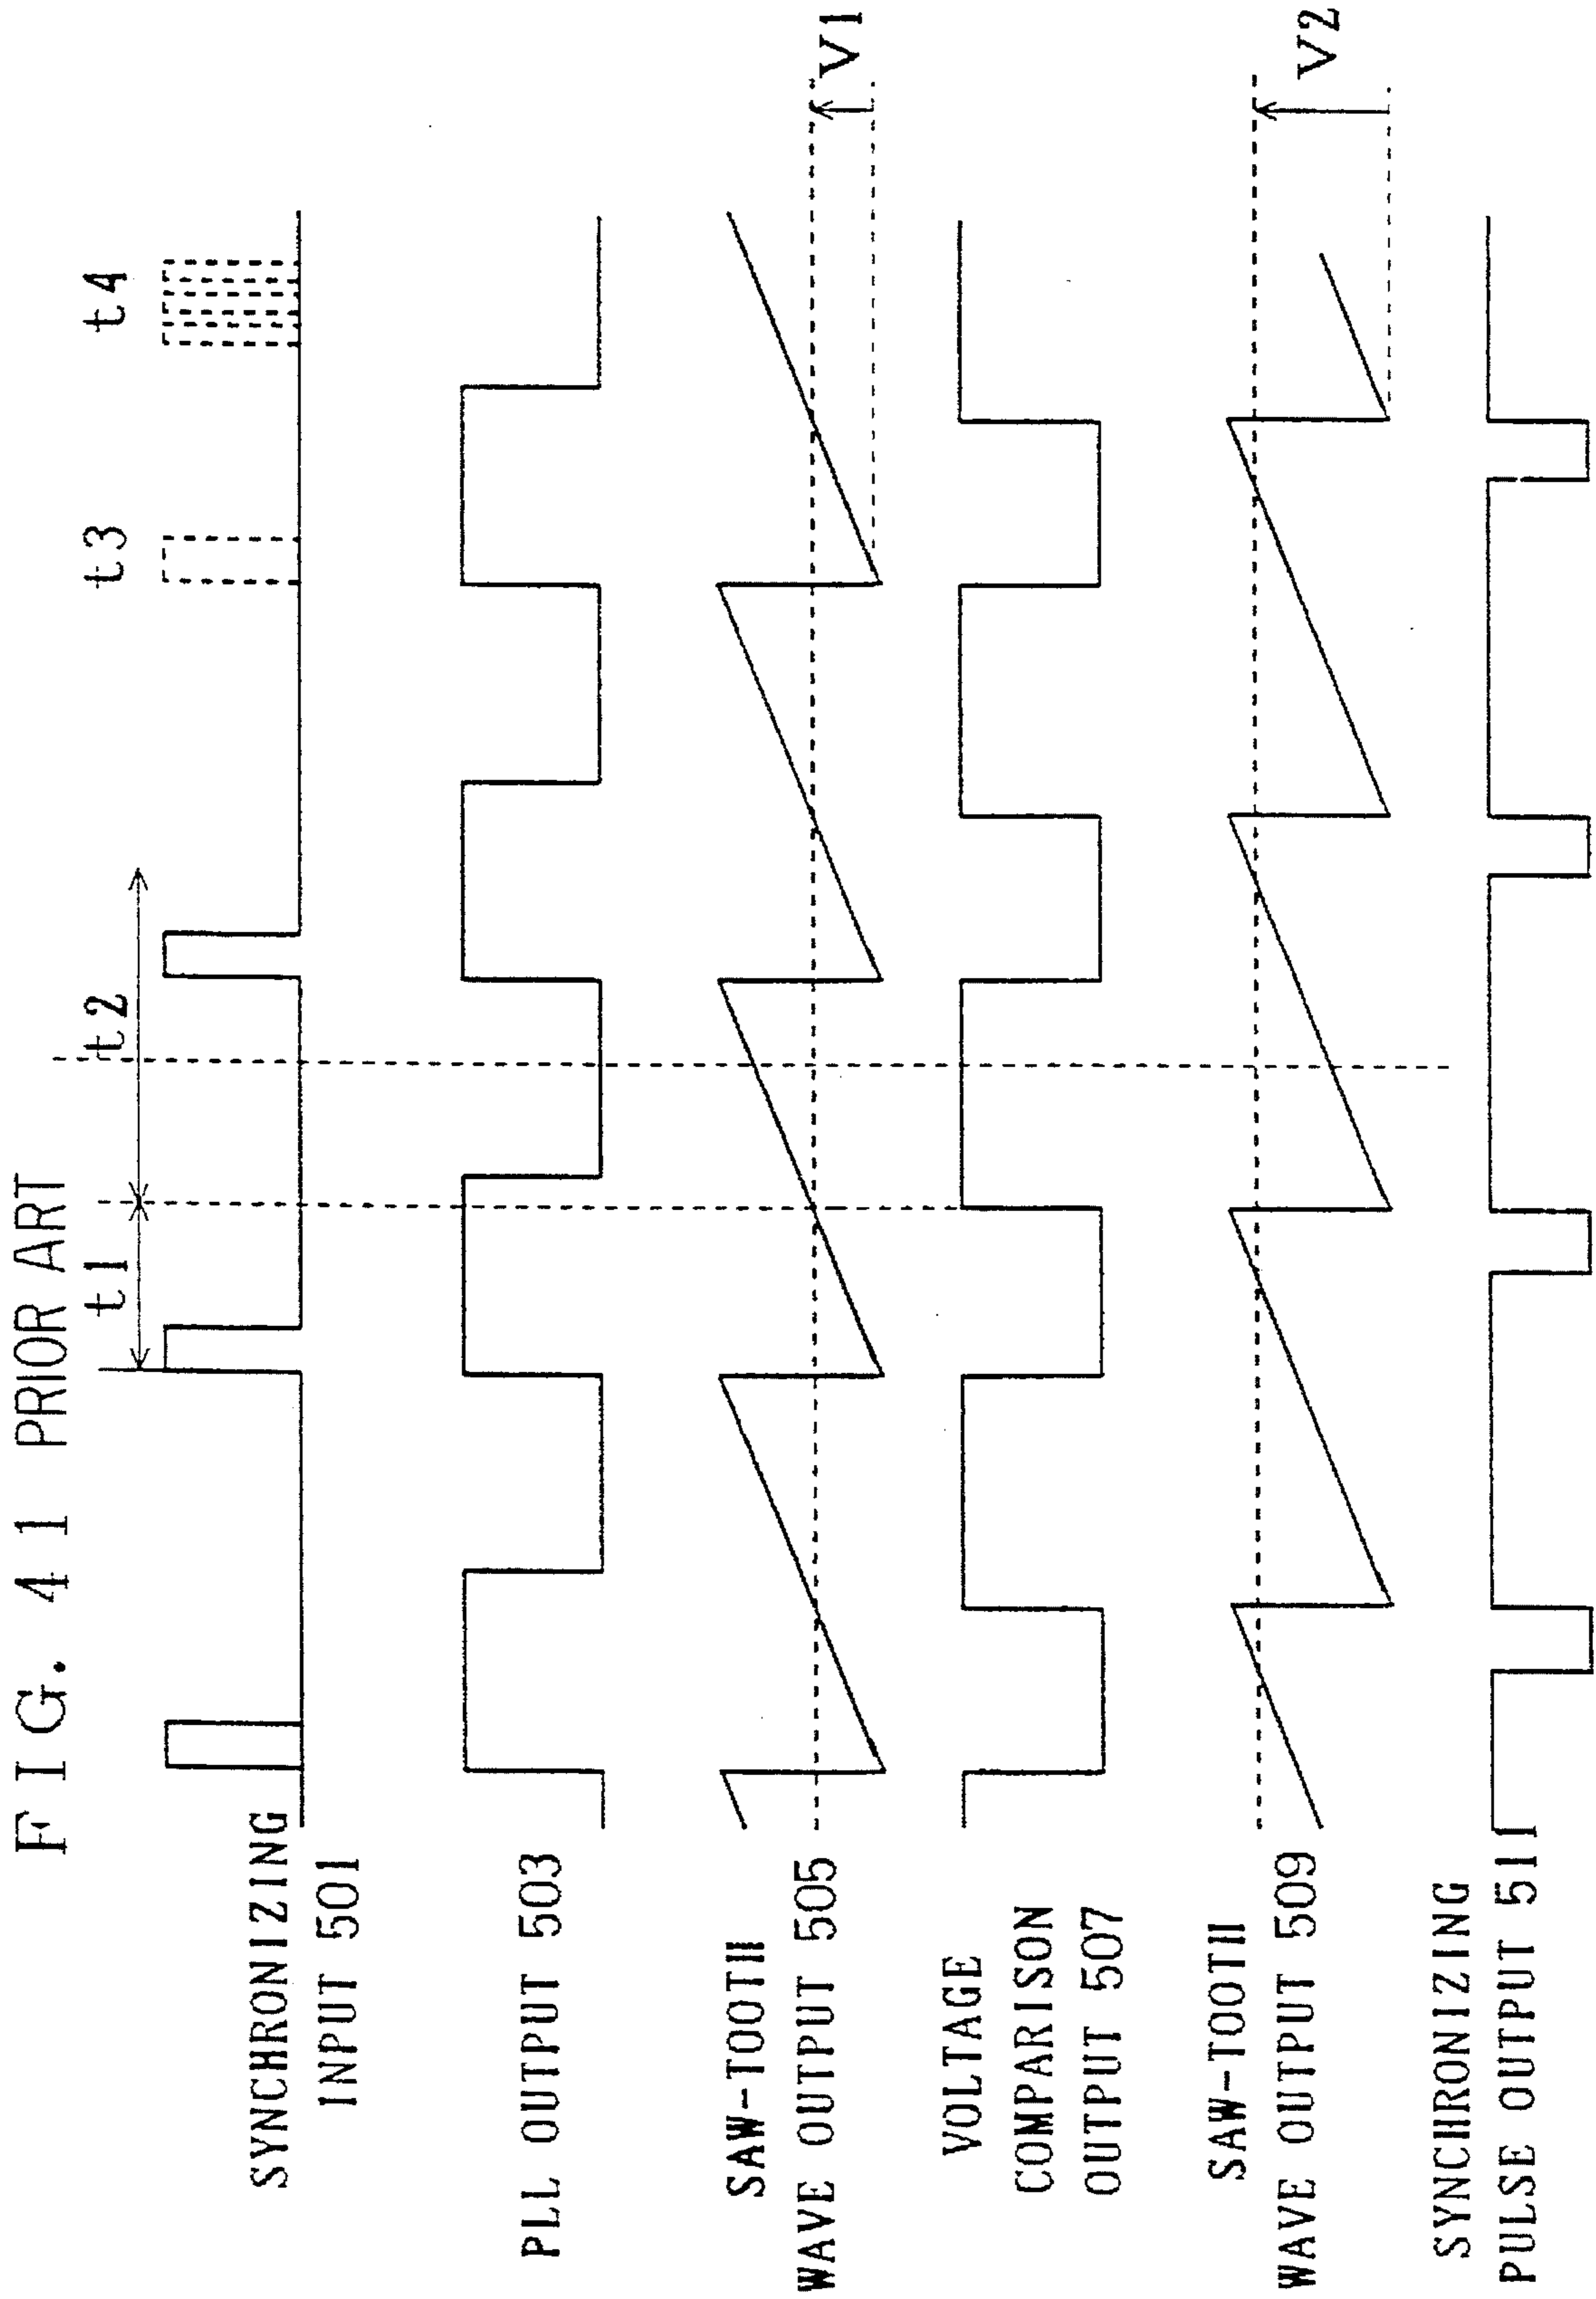 FIG. 41 PRIOR ART
t1
t2
t3
t4
SYNCHRONIZING
INPUT 501
PLL OUTPUT 503
SAW-TOOTH
WAVE OUTPUT 505
V1
VOLTAGE
COMPARISON
OUTPUT 507
SAW-TOOTH
WAVE OUTPUT 509
V2
SYNCHRONIZING
PULSE OUTPUT 511